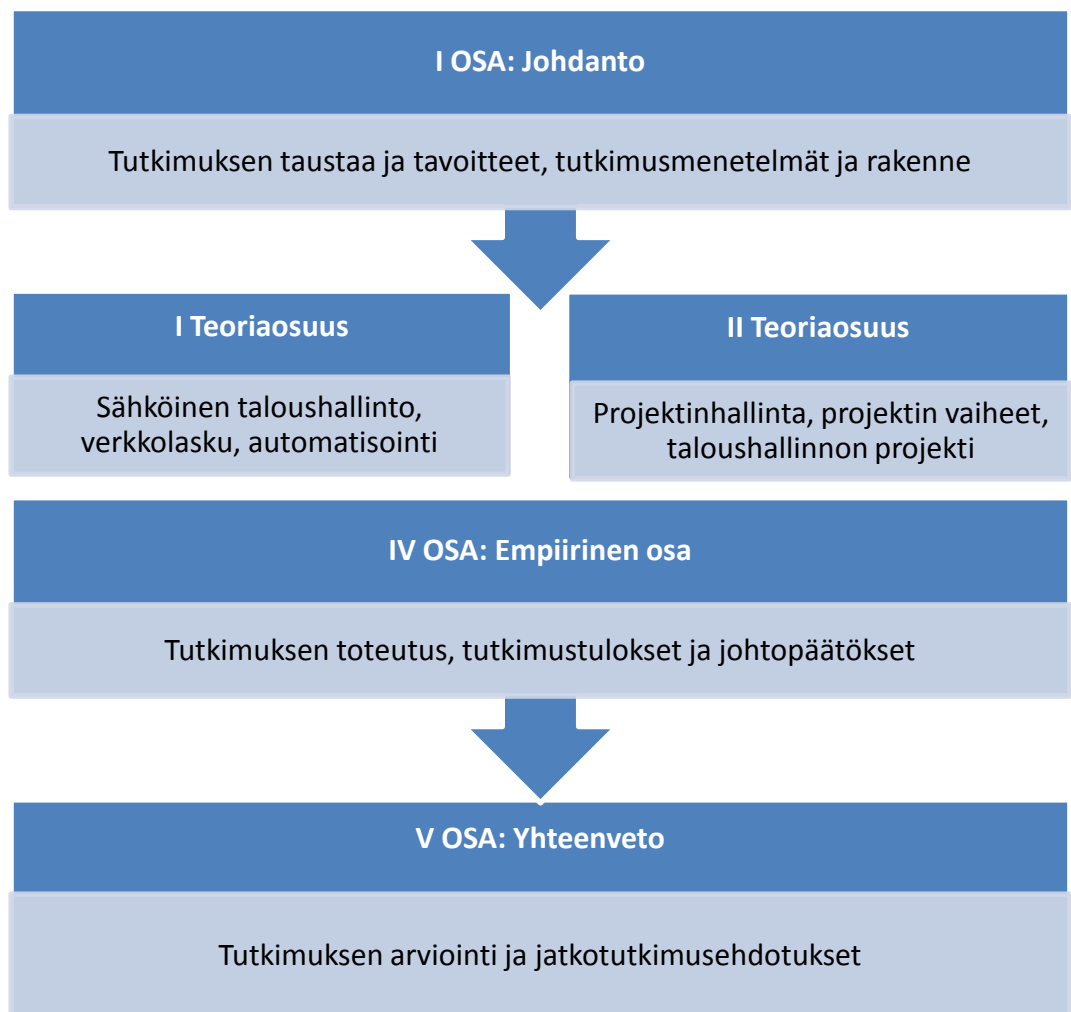 I OSA: Johdanto
Tutkimuksen taustaa ja tavoitteet, tutkimusmenetelmät ja rakenne
I Teoriaosuus
Sähköinen taloushallinto,
verkkolasku, automatisointi
II Teoriaosuus
Projektinhallinta, projektin vaiheet,
taloushallinnon projekti
IV OSA: Empiirinen osa
Tutkimuksen toteutus, tutkimustulokset ja johtopäätökset
V OSA: Yhteenveto
Tutkimuksen arviointi ja jatkotutkimusehdotukset